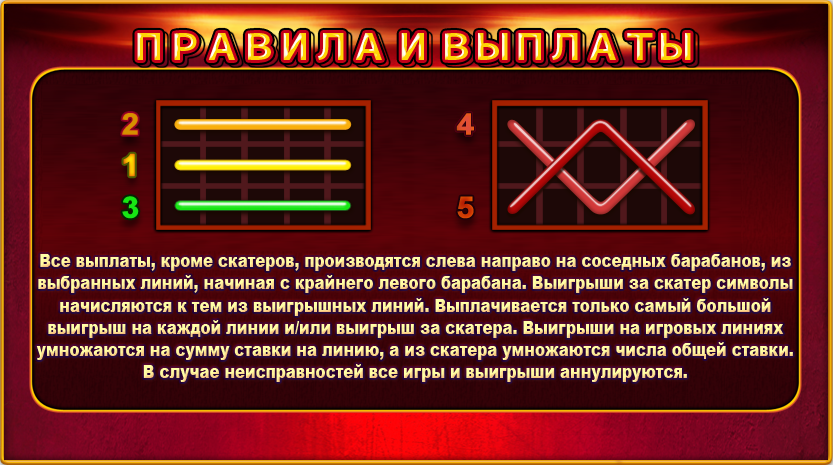 ПРАВИЛА И ВЫПЛАТЫ
2
1
3
4
5
Все выплаты, кроме скатеров, производятся слева направо на соседных барабанов, из
выбранных линий, начиная с крайнего левого барабана. Выигрыши за скатер символы
начисляются к тем из выигрышных линий. Выплачивается только самый большой
выигрыш на каждой линии и/или выигрыш за скатера. Выигрыши на игровых линиях
умножаются на сумму ставки на линию, а из скатера умножаются числа общей ставки.
В случае неисправностей все игры и выигрыши аннулируются.